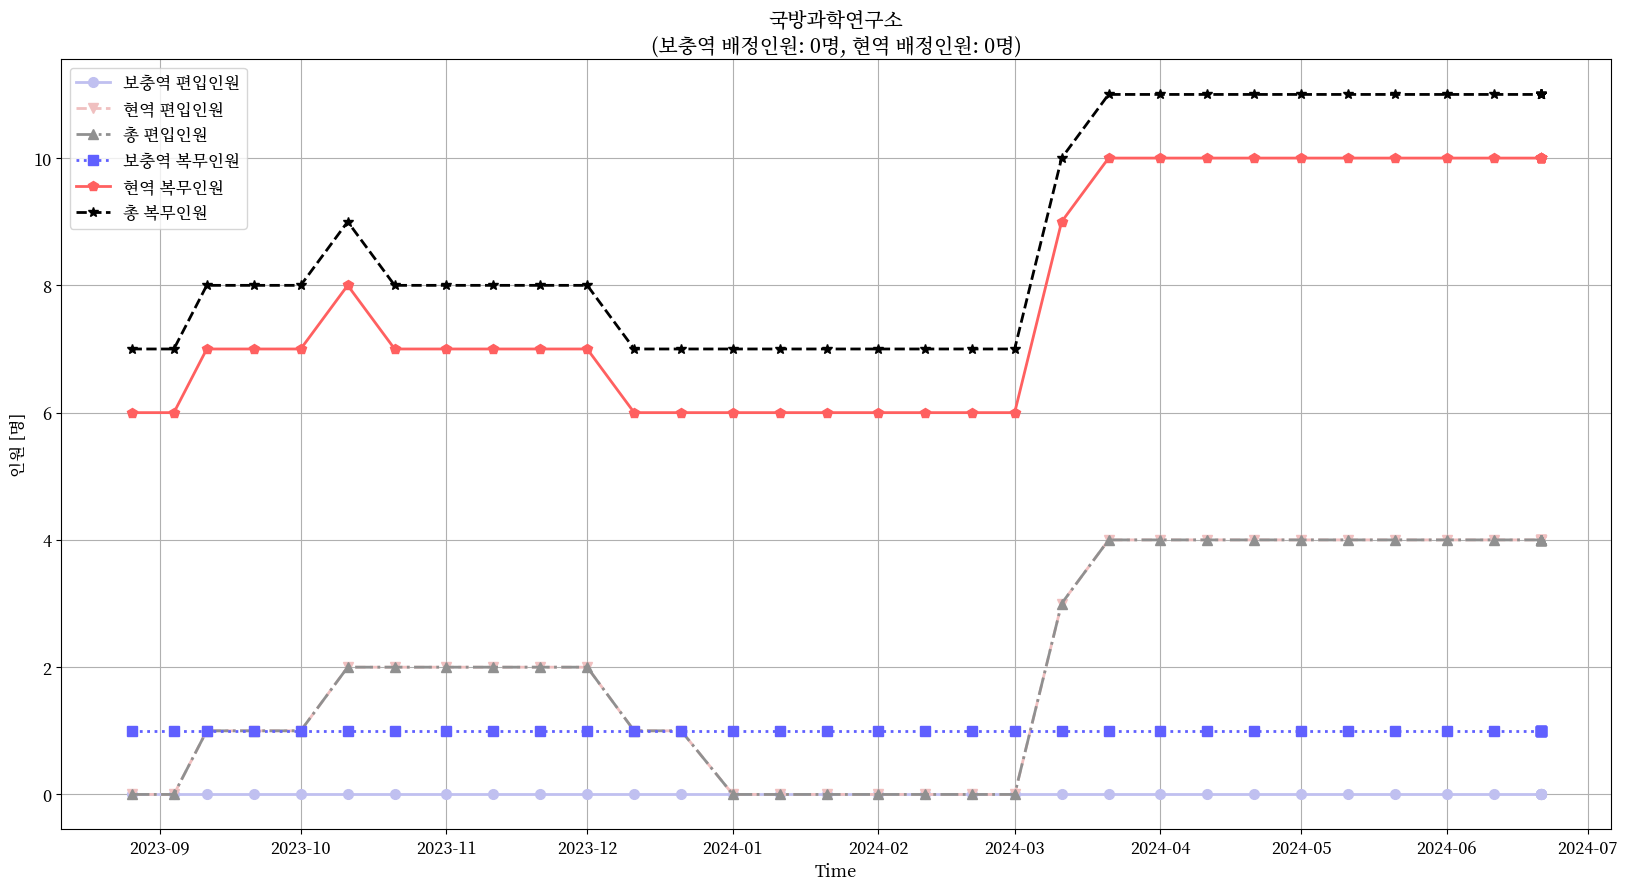 국방과학연구소
(보충역 배정인원: 0명, 현역 배정인원: 0명)
보충역 편입인원
현역 편입인원
총 편입인원
보충역 복무인원
현역 복무인원
총 복무인원
10
8
6
4
2
0
인원 [명]
2023-09 2023-10 2023-11 2023-12 2024-01 2024-02 2024-03 2024-04 2024-05 2024-06 2024-07
Time